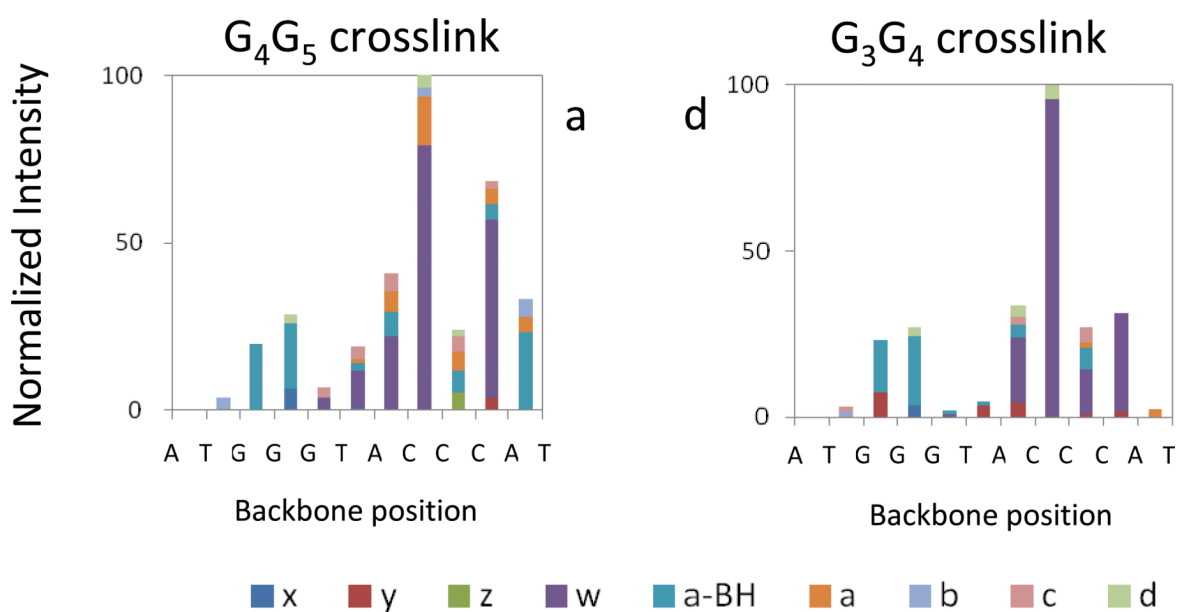 G4G5 crosslink
G3G4 crosslink
Normalized Intensity
100
50
0
a
d
100
50
0
A T G G G T A C C C A T
A T G G G T A C C C A T
Backbone position
Backbone position
x y z w a-BH a b c d